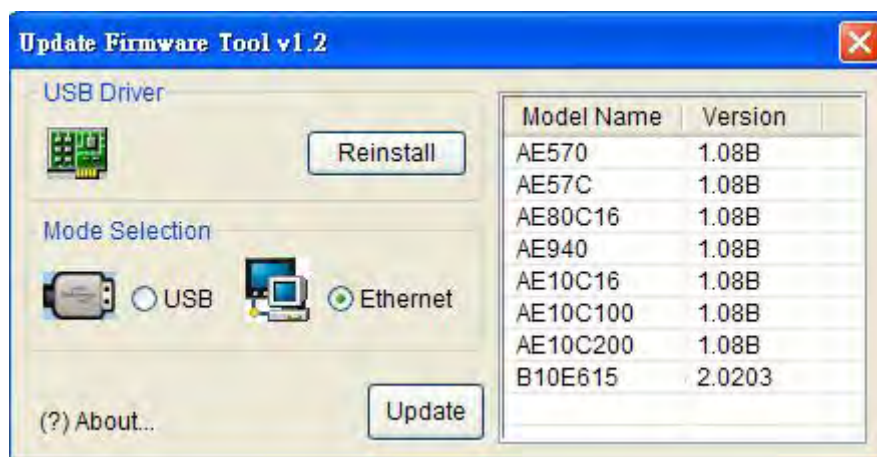 Update Firmware Tool v1.2
USB Driver
Reinstall
Mode Selection
USB
Ethernet
(?) About...
Update
Model Name Version
AE570 1.08B
AE57C 1.08B
AE80C16 1.08B
AE940 1.08B
AE10C16 1.08B
AE10C100 1.08B
AE10C200 1.08B
B10E615 2.0203